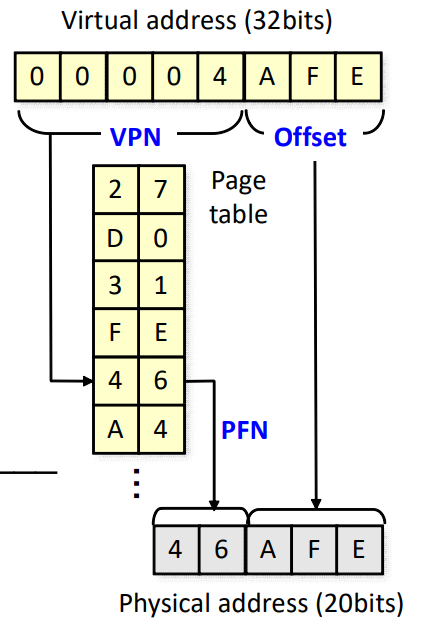 Virtual address (32bits)
0 0 0 0 4 A F E
VPN Offset
2 7
Page
table
D 0
3 1
F E
4 6
A 4
PFN
⋮
4 6 A F E
Physical address (20bits)